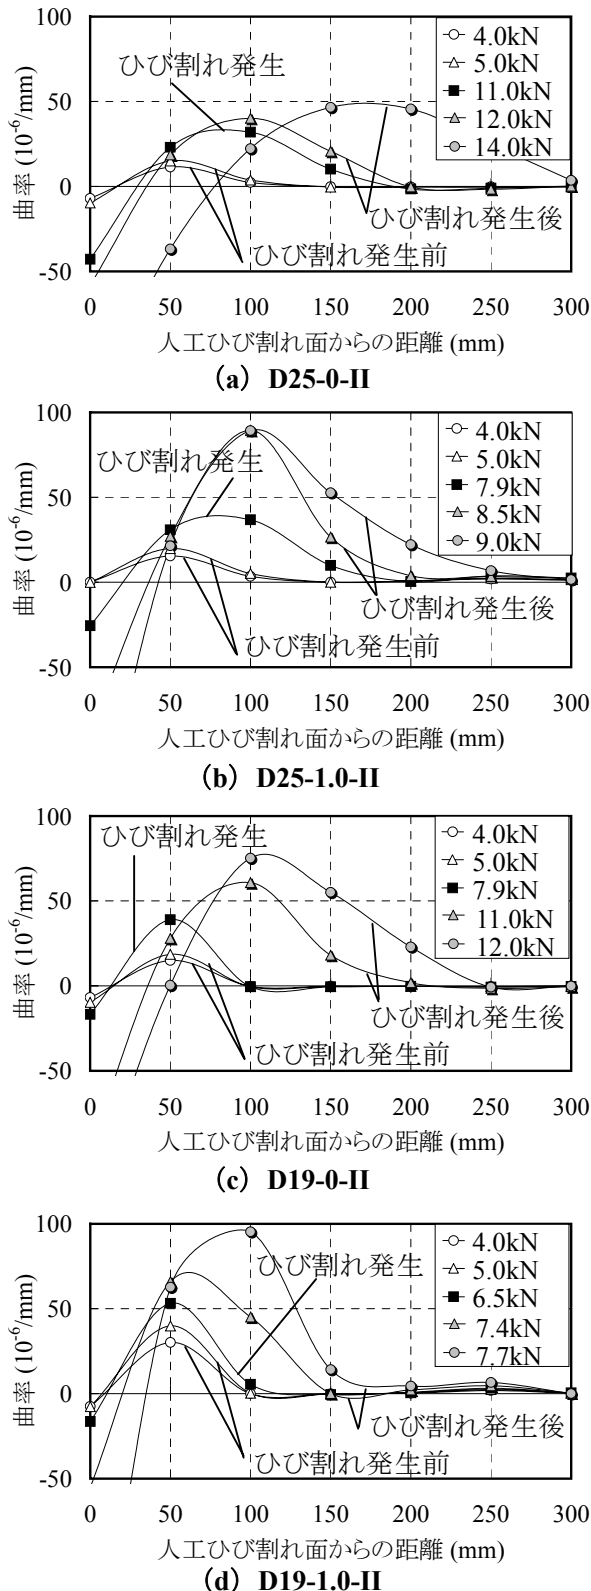 100
50
0
-50
曲率 (10-6/mm)
ひび割れ発生
4.0kN
5.0kN
11.0kN
12.0kN
14.0kN
ひび割れ発生後
ひび割れ発生前
0 50 100 150 200 250 300
人工ひび割れ面からの距離 (mm)
(a) D25-0-II
100
50
0
-50
曲率 (10-6/mm)
ひび割れ発生
4.0kN
5.0kN
7.9kN
8.5kN
9.0kN
ひび割れ発生後
ひび割れ発生前
0 50 100 150 200 250 300
人工ひび割れ面からの距離 (mm)
(b) D25-1.0-II
100
50
0
-50
曲率 (10-6/mm)
ひび割れ発生
4.0kN
5.0kN
7.9kN
11.0kN
12.0kN
ひび割れ発生後
ひび割れ発生前
0 50 100 150 200 250 300
人工ひび割れ面からの距離 (mm)
(c) D19-0-II
100
50
0
-50
曲率 (10-6/mm)
ひび割れ発生
4.0kN
5.0kN
6.5kN
7.4kN
7.7kN
ひび割れ発生後
ひび割れ発生前
0 50 100 150 200 250 300
人工ひび割れ面からの距離 (mm)
(d) D19-1.0-II